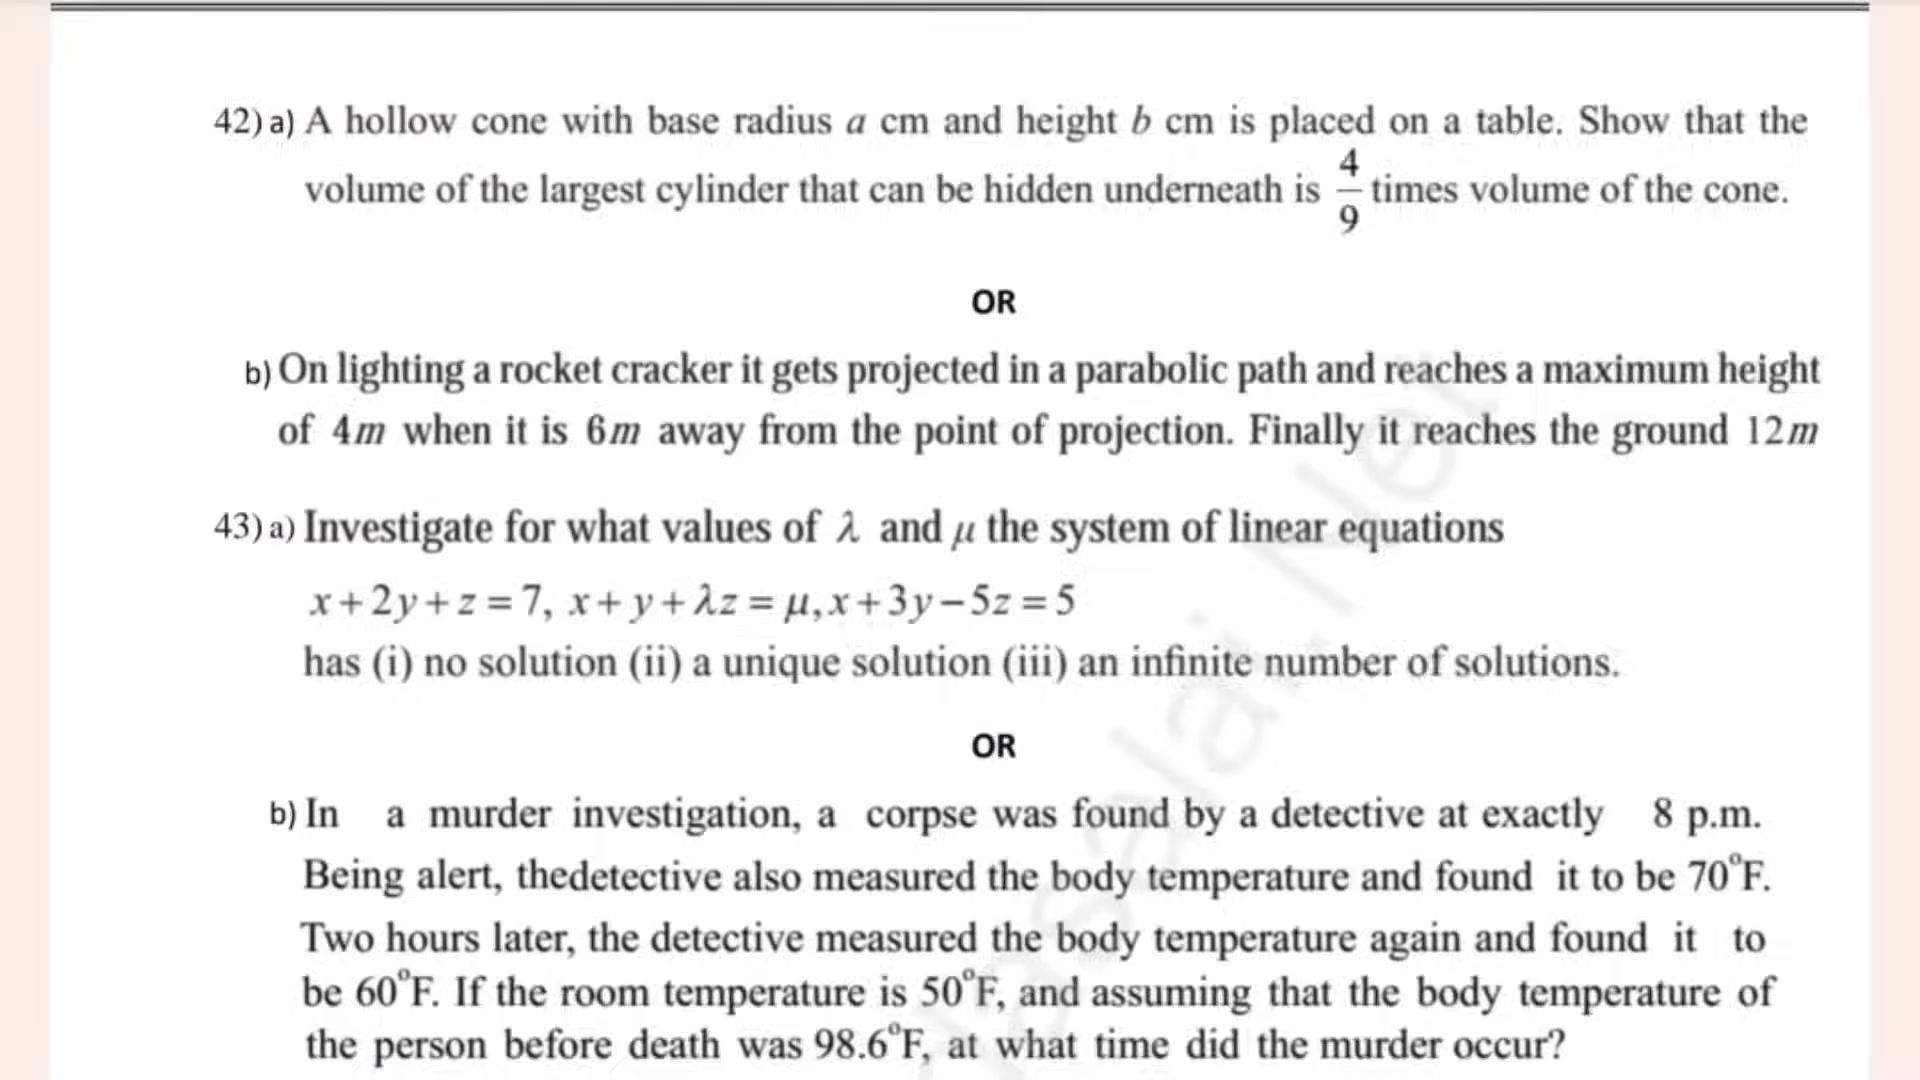 42) a) A hollow cone with base radius a cm and height b cm is placed on a table. Show that the
volume of the largest cylinder that can be hidden underneath is 4/9 times volume of the cone.
OR
b) On lighting a rocket cracker it gets projected in a parabolic path and reaches a maximum height
of 4m when it is 6m away from the point of projection. Finally it reaches the ground 12m
43) a) Investigate for what values of λ and μ the system of linear equations
x+2y+z=7, x+y+λz=μ, x+3y−5z=5
has (i) no solution (ii) a unique solution (iii) an infinite number of solutions.
OR
b) In a murder investigation, a corpse was found by a detective at exactly 8 p.m.
Being alert, thedetective also measured the body temperature and found it to be 70°F.
Two hours later, the detective measured the body temperature again and found it to
be 60°F. If the room temperature is 50°F, and assuming that the body temperature of
the person before death was 98.6°F, at what time did the murder occur?